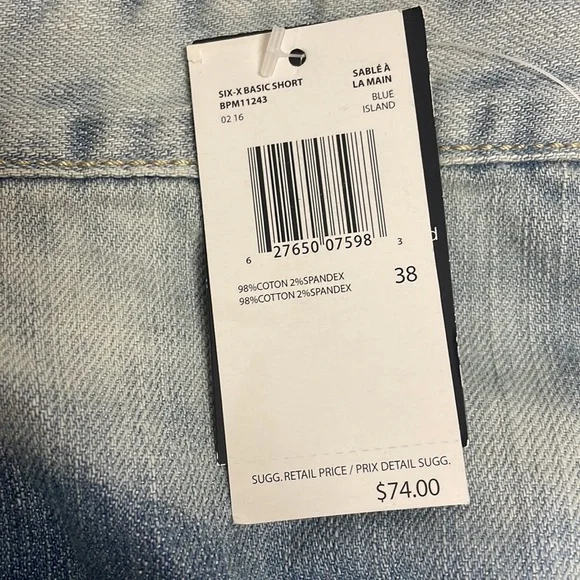 SIX-X BASIC SHORT
BPM11243
02 16
SABLÉ À
LA MAIN
BLUE
ISLAND
6 27650 07598 3
98%COTON 2%SPANDEX
98%COTTON 2%SPANDEX
38
d
SUGG. RETAIL PRICE / PRIX DETAIL SUGG.
$74.00